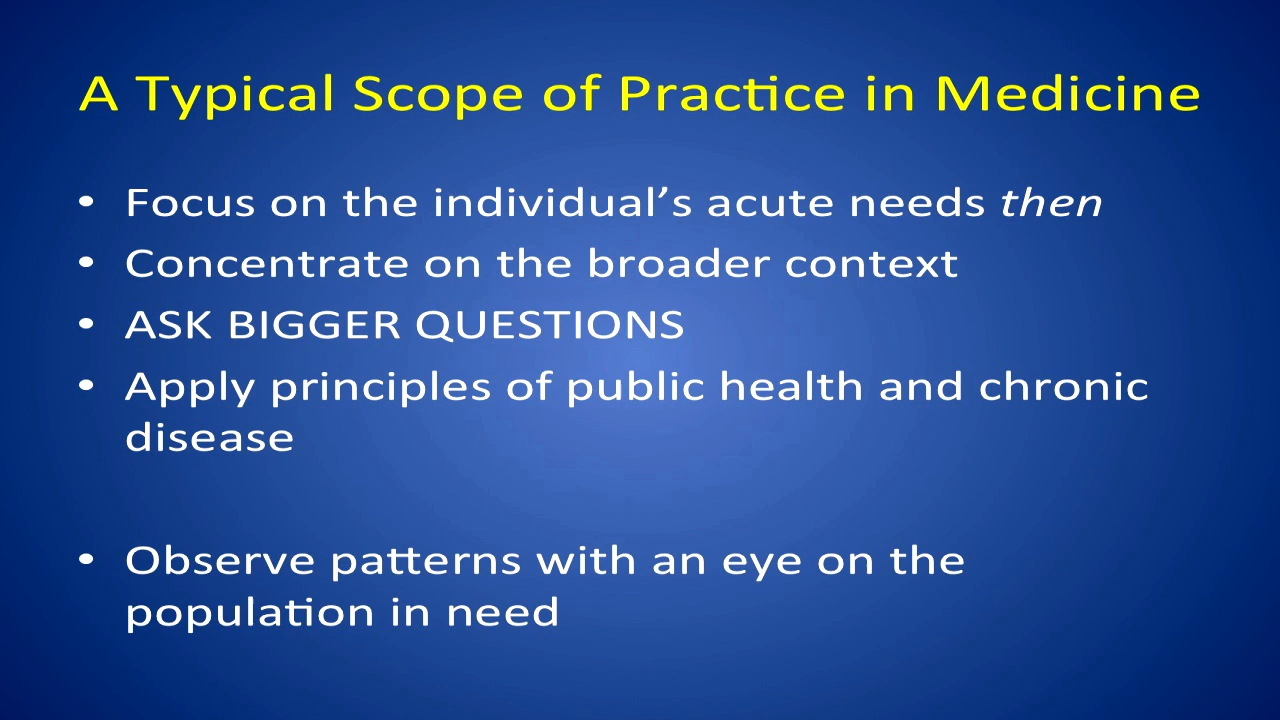 A Typical Scope of Practice in Medicine
• Focus on the individual’s acute needs then
• Concentrate on the broader context
• ASK BIGGER QUESTIONS
• Apply principles of public health and chronic
disease
• Observe patterns with an eye on the
population in need